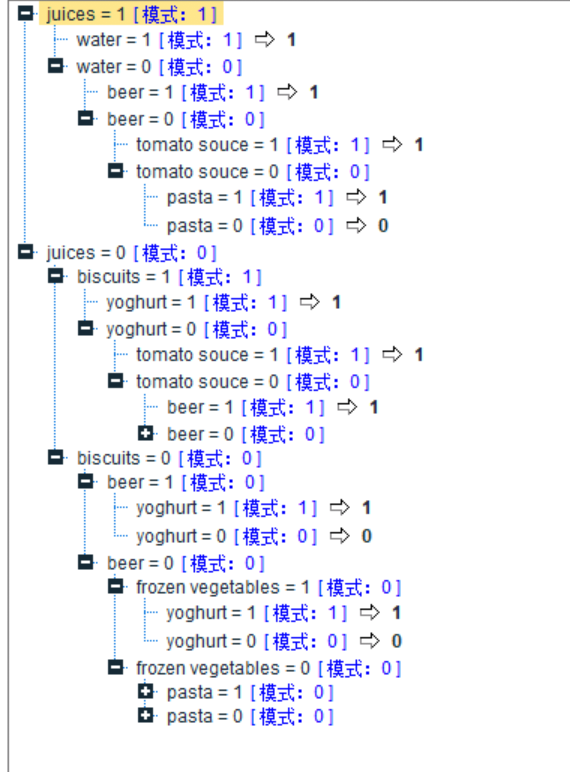 juices = 1 [模式: 1]
water = 1 [模式: 1] ⇨ 1
water = 0 [模式: 0]
beer = 1 [模式: 1] ⇨ 1
beer = 0 [模式: 0]
tomato souce = 1 [模式: 1] ⇨ 1
tomato souce = 0 [模式: 0]
pasta = 1 [模式: 1] ⇨ 1
pasta = 0 [模式: 0] ⇨ 0
juices = 0 [模式: 0]
biscuits = 1 [模式: 1]
yoghurt = 1 [模式: 1] ⇨ 1
yoghurt = 0 [模式: 0]
tomato souce = 1 [模式: 1] ⇨ 1
tomato souce = 0 [模式: 0]
beer = 1 [模式: 1] ⇨ 1
beer = 0 [模式: 0]
biscuits = 0 [模式: 0]
beer = 1 [模式: 0]
yoghurt = 1 [模式: 1] ⇨ 1
yoghurt = 0 [模式: 0] ⇨ 0
beer = 0 [模式: 0]
frozen vegetables = 1 [模式: 0]
yoghurt = 1 [模式: 1] ⇨ 1
yoghurt = 0 [模式: 0] ⇨ 0
frozen vegetables = 0 [模式: 0]
pasta = 1 [模式: 0]
pasta = 0 [模式: 0]